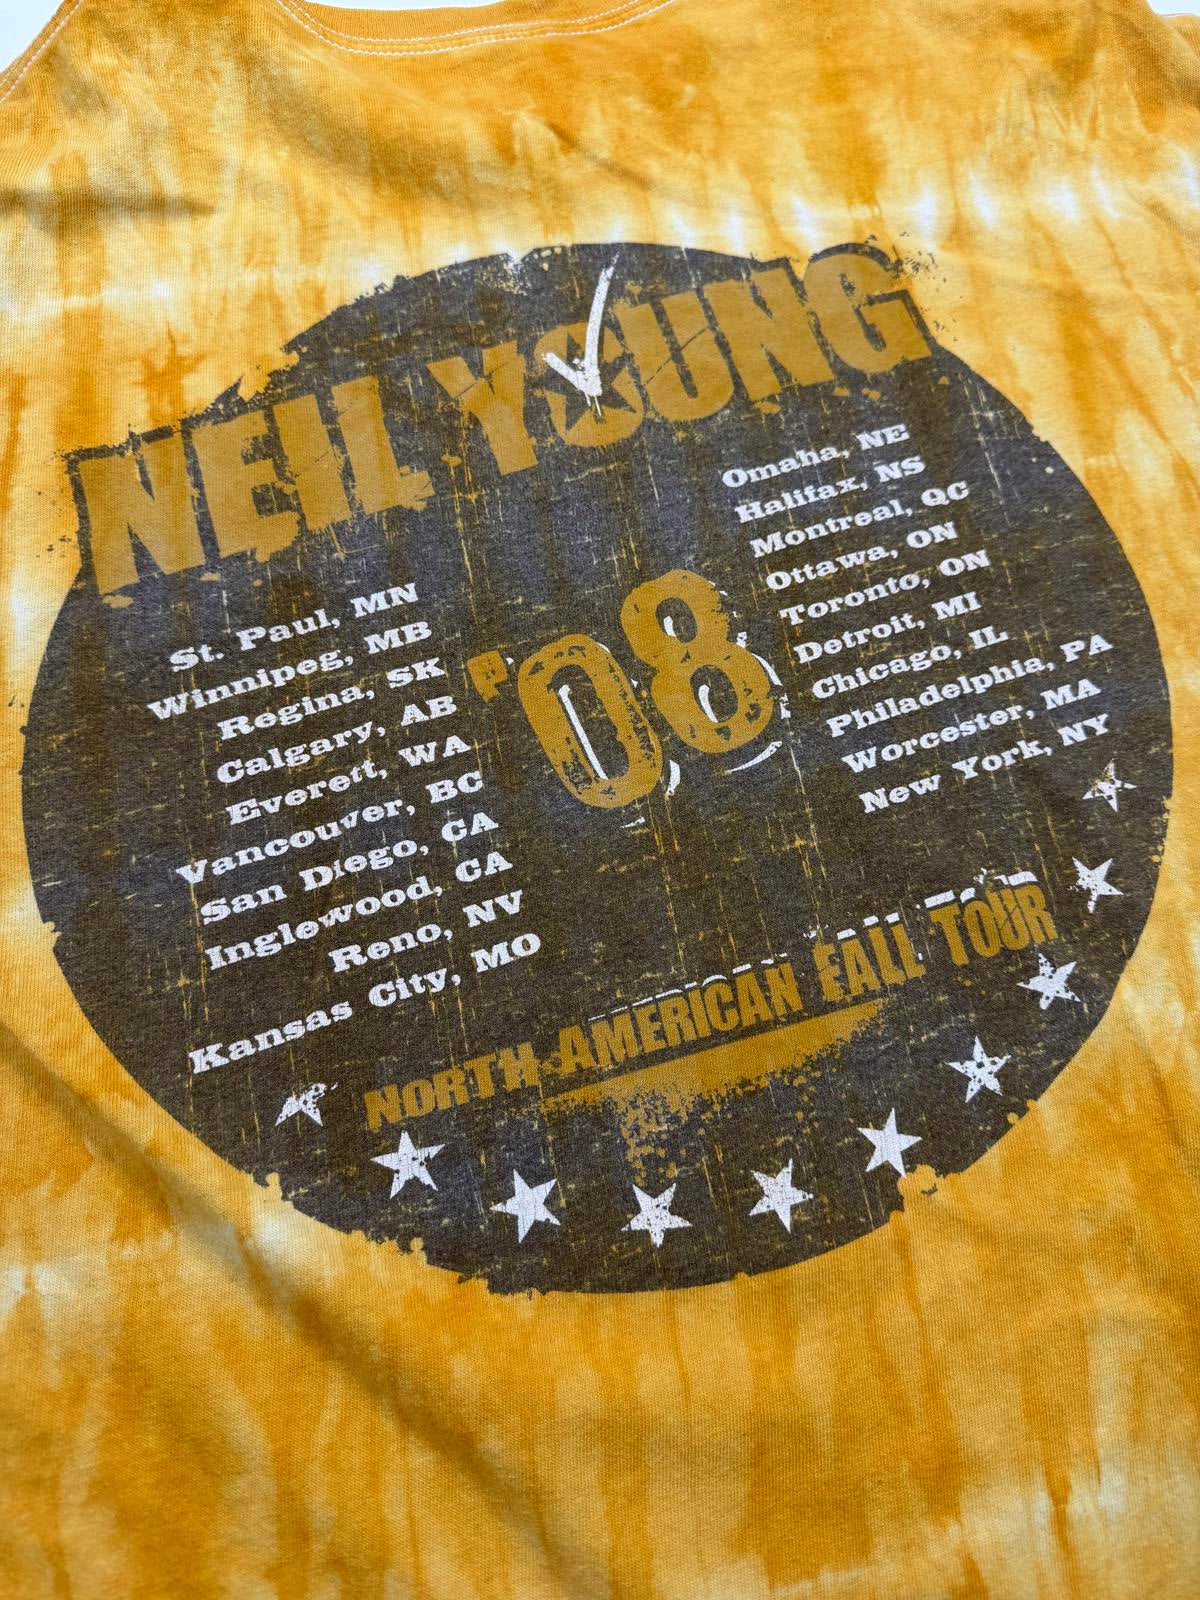 NEIL YOUNG
St. Paul, MN
Winnipeg, MB
Regina, SK
Calgary, AB
Everett, WA
Vancouver, BC
San Diego, CA
Inglewood, CA
Reno, NV
Kansas City, MO
'08
Omaha, NE
Halifax, NS
Montreal, QC
Ottawa, ON
Toronto, ON
Detroit, MI
Chicago, IL
Philadelphia, PA
Worcester, MA
New York, NY
NORTH AMERICAN FALL TOUR